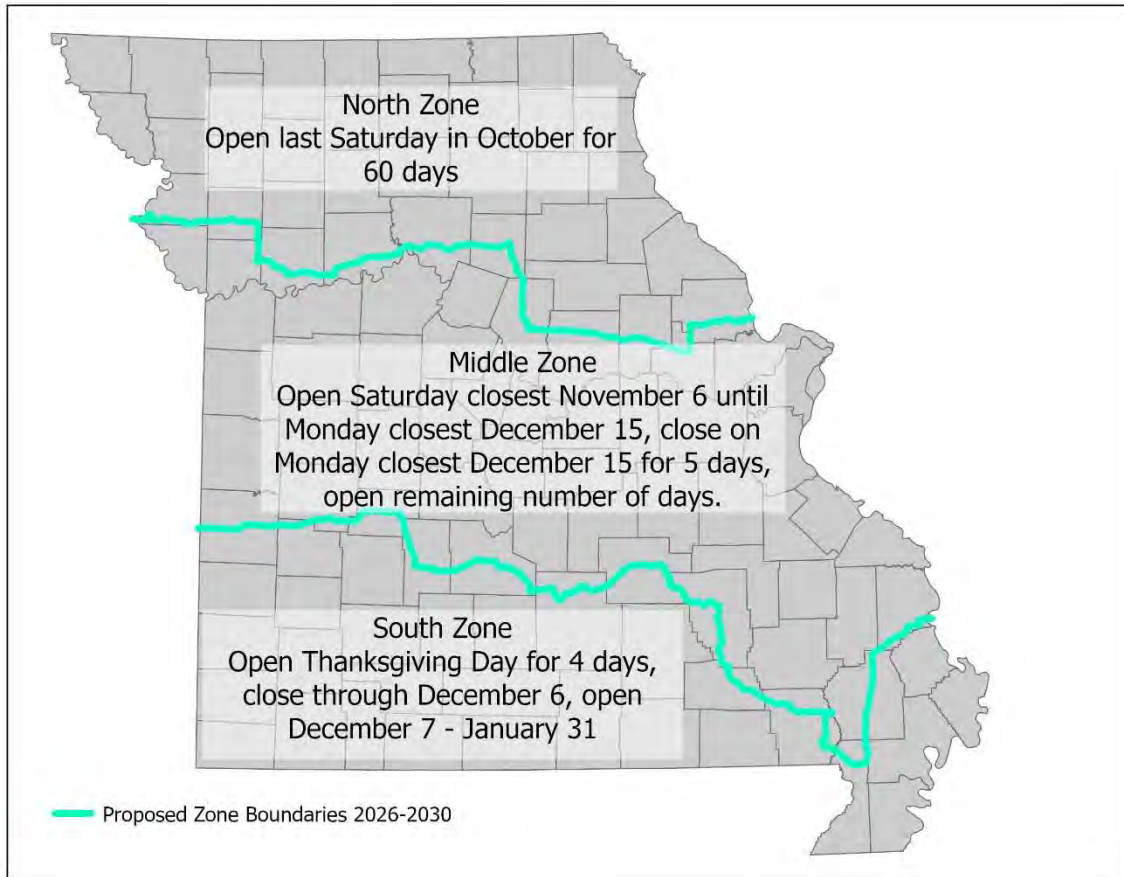 North Zone
Open last Saturday in October for
60 days
Middle Zone
Open Saturday closest November 6 until
Monday closest December 15, close on
Monday closest December 15 for 5 days,
open remaining number of days.
South Zone
Open Thanksgiving Day for 4 days,
close through December 6, open
December 7 - January 31
Proposed Zone Boundaries 2026-2030